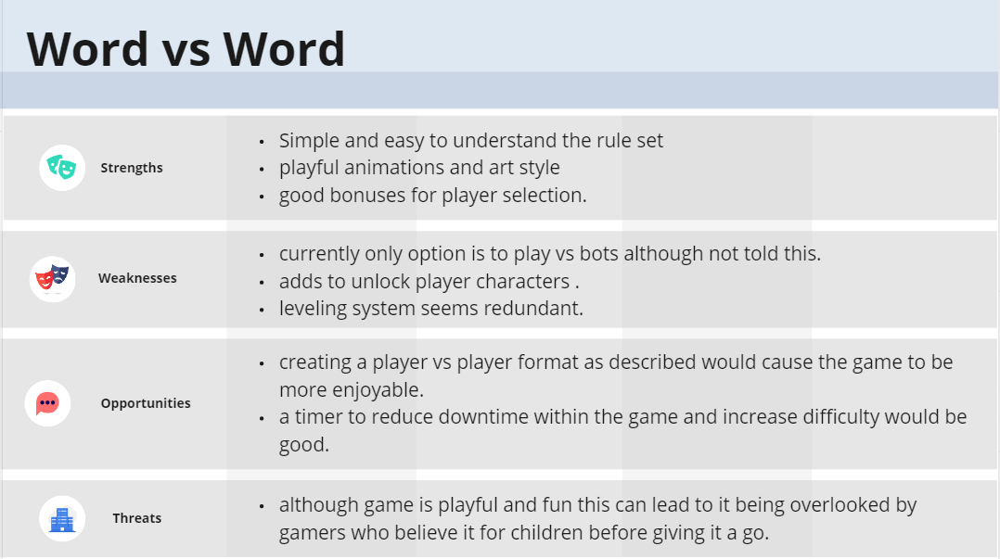 Word vs Word
Strengths
• Simple and easy to understand the rule set
• playful animations and art style
• good bonuses for player selection.
Weaknesses
• currently only option is to play vs bots although not told this.
• adds to unlock player characters .
• leveling system seems redundant.
Opportunities
• creating a player vs player format as described would cause the game to be
more enjoyable.
• a timer to reduce downtime within the game and increase difficulty would be
good.
Threats
• although game is playful and fun this can lead to it being overlooked by
gamers who believe it for children before giving it a go.